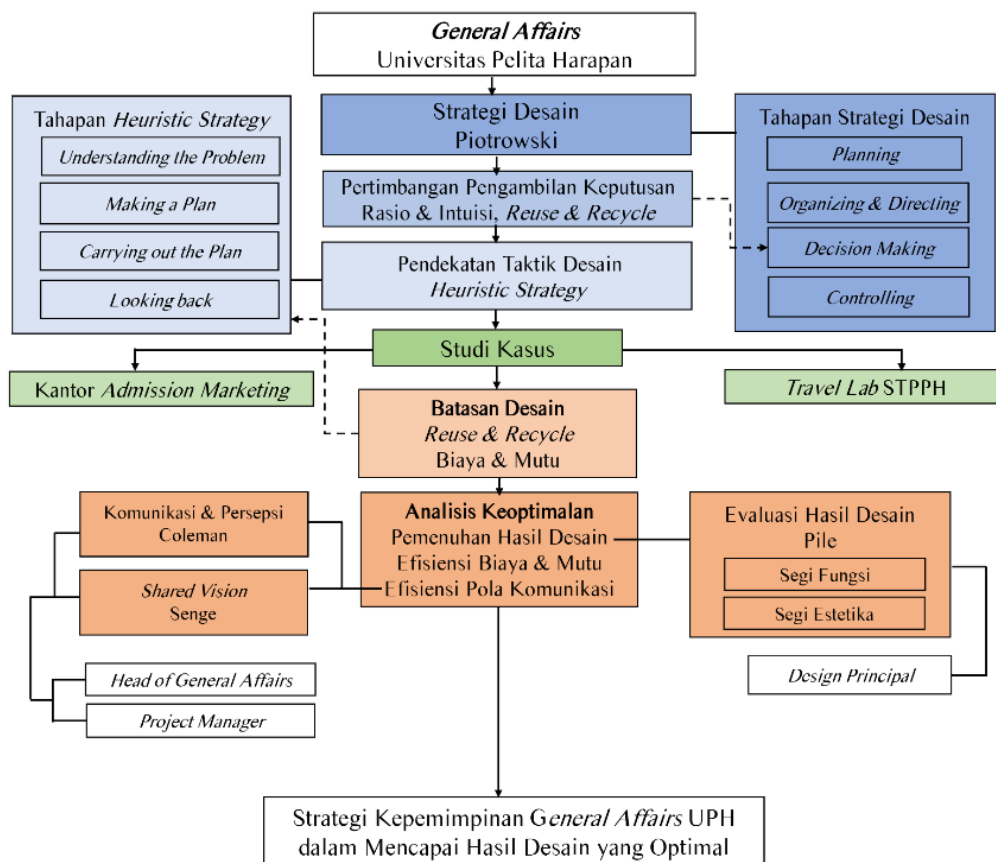 General Affairs
Universitas Pelita Harapan
Strategi Desain
Piotrowski
Tahapan Heuristic Strategy
Understanding the Problem
Making a Plan
Carrying out the Plan
Looking back
Tahapan Strategi Desain
Planning
Organizing & Directing
Decision Making
Controlling
Pertimbangan Pengambilan Keputusan
Rasio & Intuisi, Reuse & Recycle
Pendekatan Taktik Desain
Heuristic Strategy
Studi Kasus
Kantor Admission Marketing
Travel Lab STPPH
Batasan Desain
Reuse & Recycle
Biaya & Mutu
Komunikasi & Persepsi
Coleman
Shared Vision
Senge
Analisis Keoptimalan
Pemenuhan Hasil Desain
Efisiensi Biaya & Mutu
Efisiensi Pola Komunikasi
Evaluasi Hasil Desain
Pile
Segi Fungsi
Segi Estetika
Head of General Affairs
Project Manager
Design Principal
Strategi Kepemimpinan General Affairs UPH
dalam Mencapai Hasil Desain yang Optimal